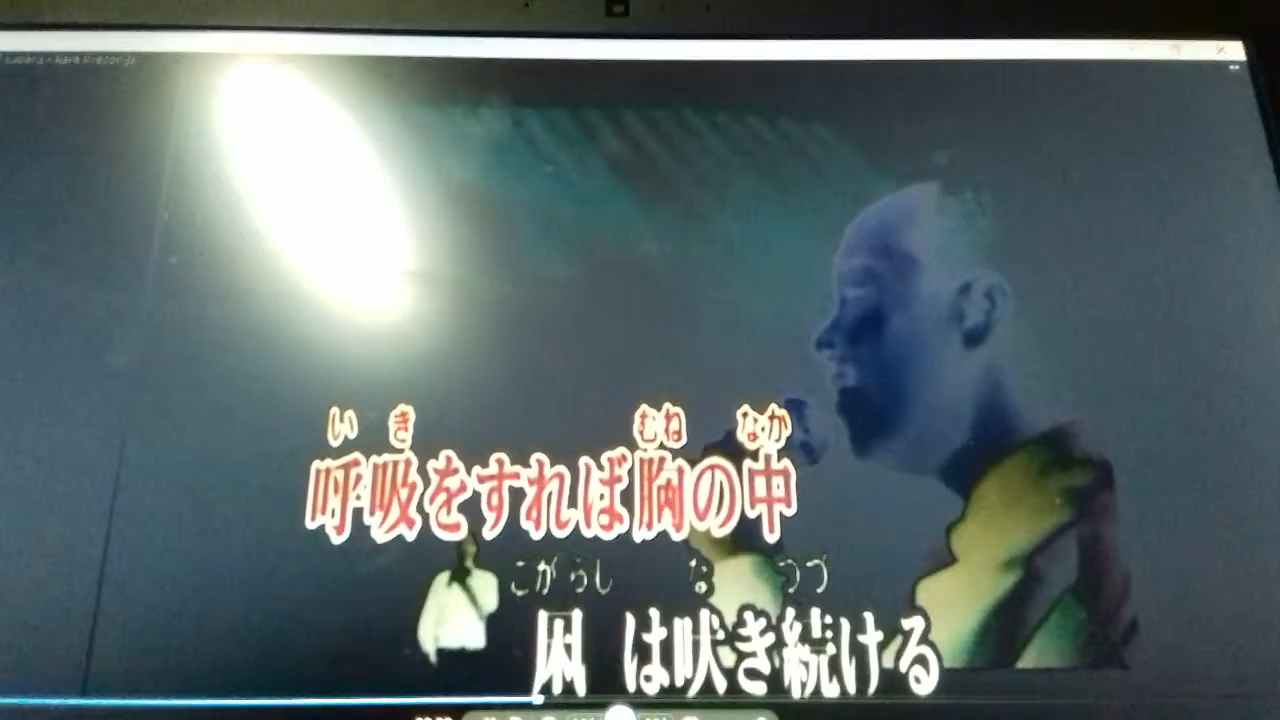 いき むね なか
呼吸をすれば胸の中
こがらし な つづ
凩は吠き続ける